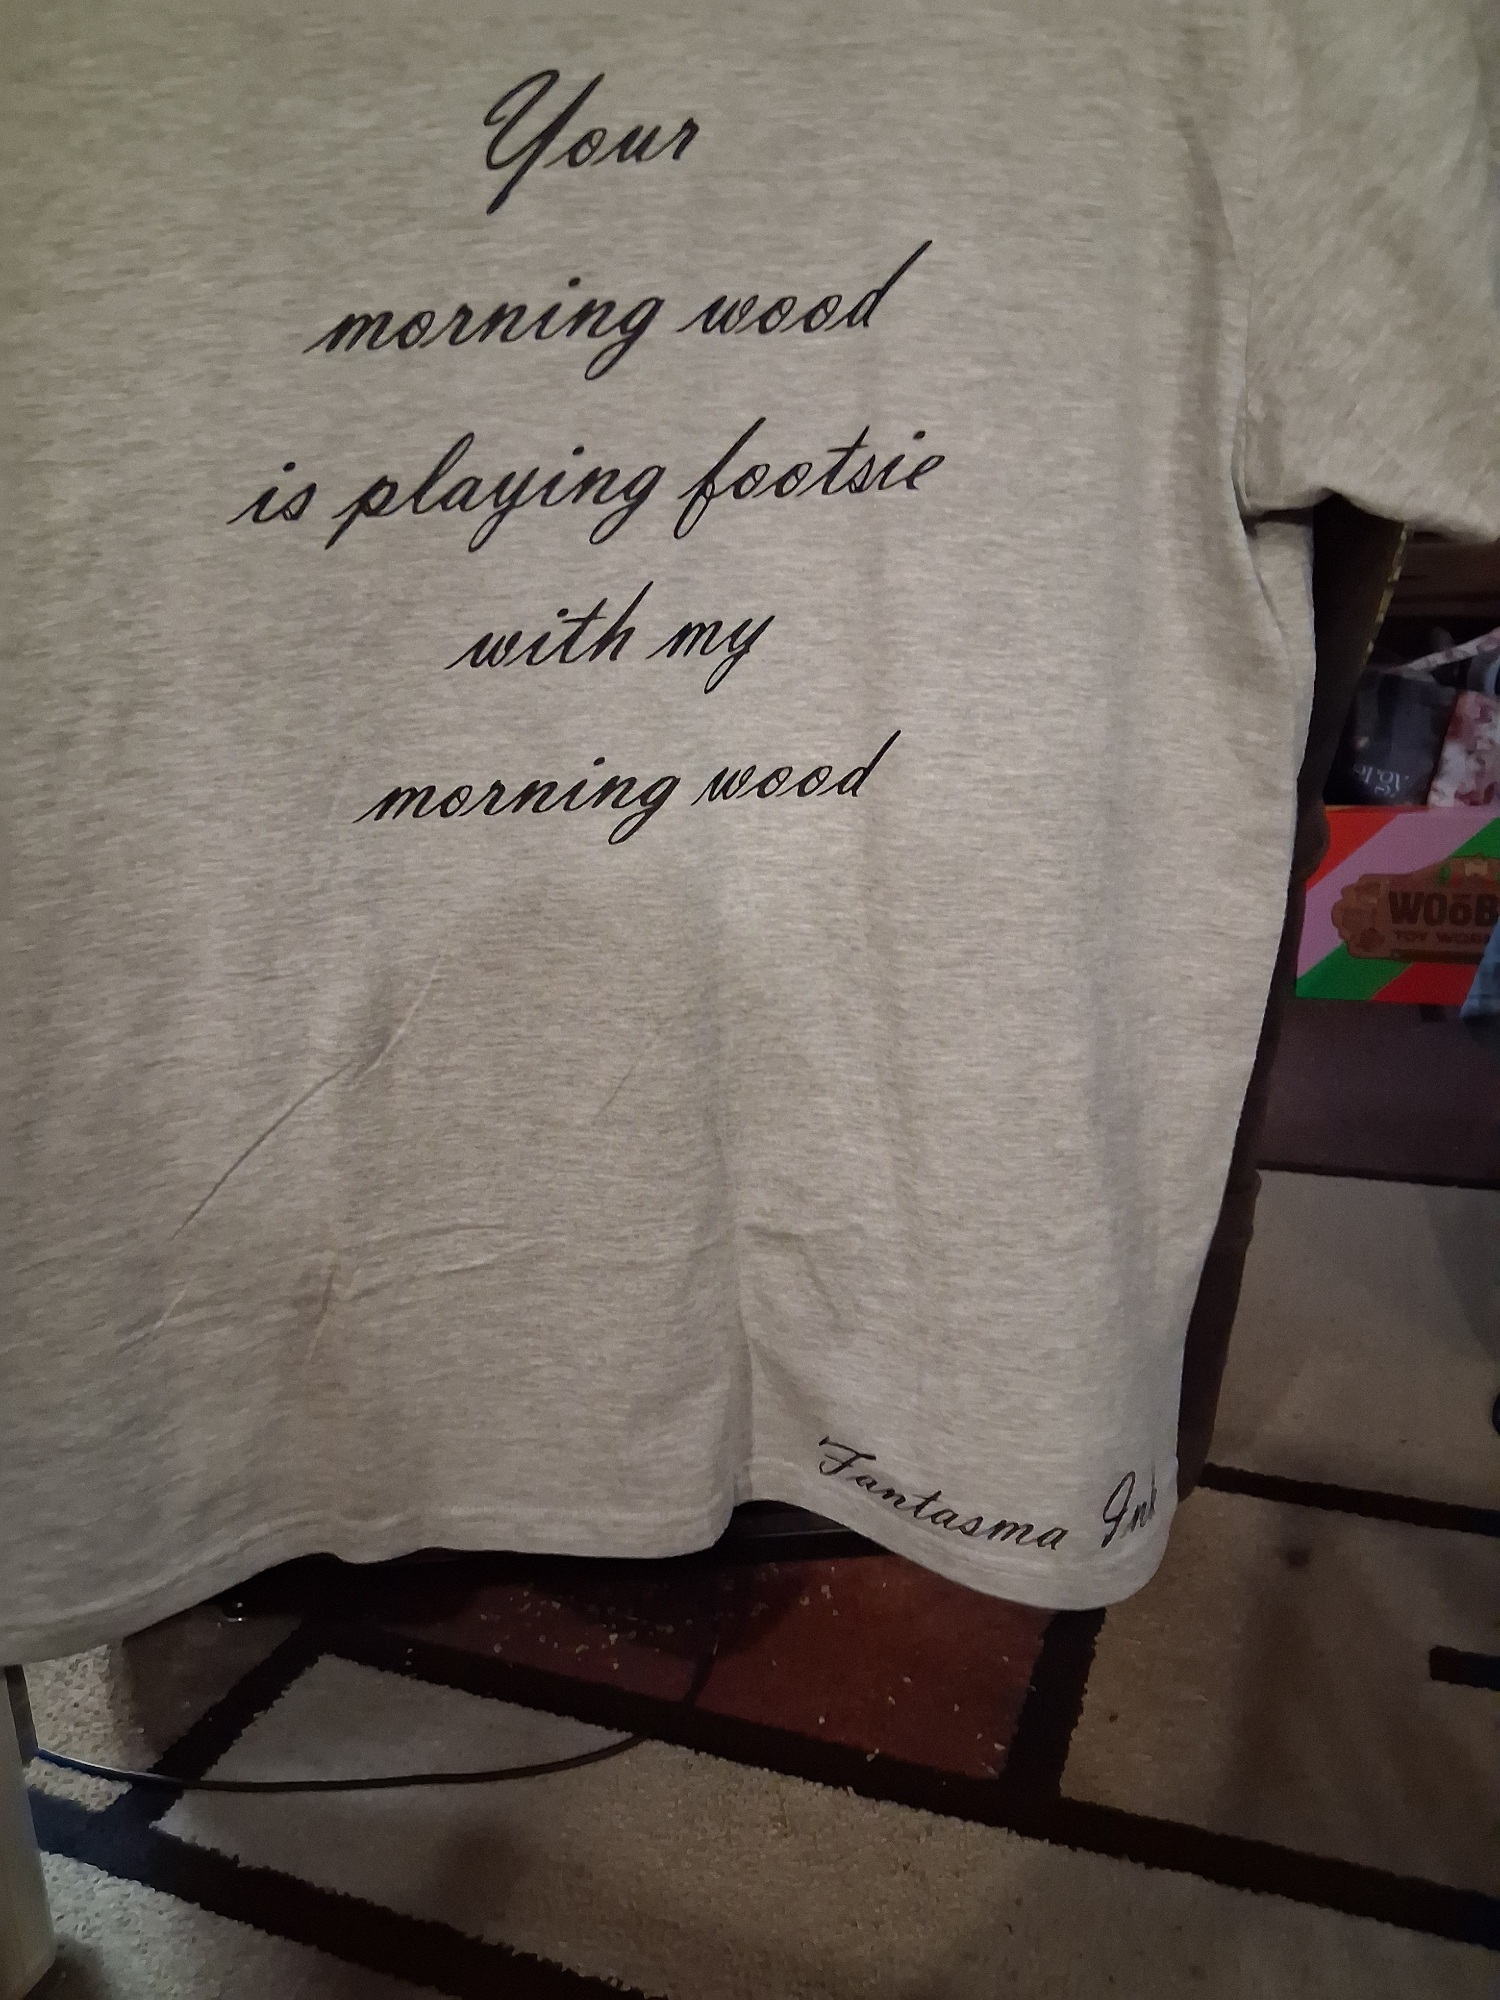 Your
morning wood
is playing footsie
with my
morning wood
Fantasma Ink